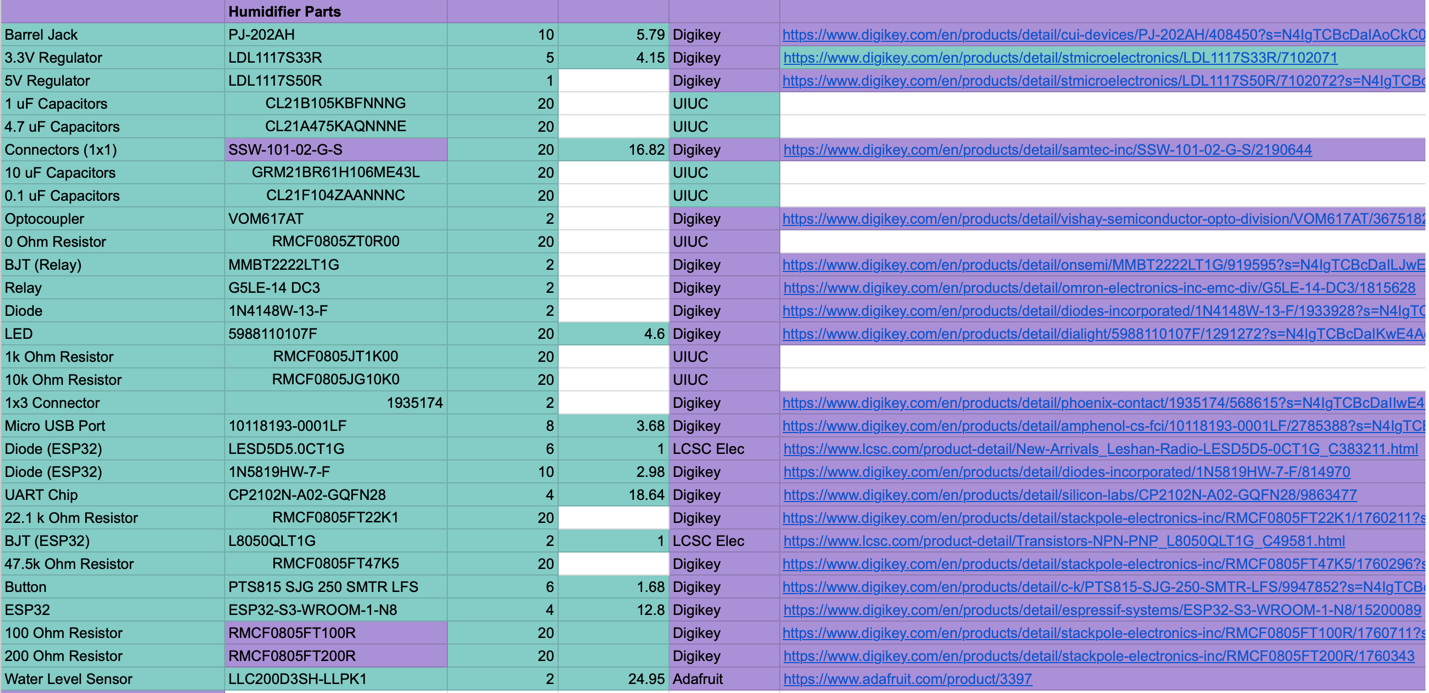 Humidifier Parts
Barrel Jack PJ-202AH 10 5.79 Digikey https://www.digikey.com/en/products/detail/cui-devices/PJ-202AH/408450?s=N4IgTCBcDaIAoCkC0
3.3V Regulator LDL1117S33R 5 4.15 Digikey https://www.digikey.com/en/products/detail/stmicroelectronics/LDL1117S33R/7102071
5V Regulator LDL1117S50R 1 Digikey https://www.digikey.com/en/products/detail/stmicroelectronics/LDL1117S50R/7102072?s=N4IgTCBc
1 uF Capacitors CL21B105KBFNNNG 20 UIUC
4.7 uF Capacitors CL21A475KAQNNNE 20 UIUC
Connectors (1x1) SSW-101-02-G-S 20 16.82 Digikey https://www.digikey.com/en/products/detail/samtec-inc/SSW-101-02-G-S/2190644
10 uF Capacitors GRM21BR61H106ME43L 20 UIUC
0.1 uF Capacitors CL21F104ZAANNNC 20 UIUC
Optocoupler VOM617AT 2 Digikey https://www.digikey.com/en/products/detail/vishay-semiconductor-opto-division/VOM617AT/3675182
0 Ohm Resistor RMCF0805ZT0R00 20 UIUC
BJT (Relay) MMBT2222LT1G 2 Digikey https://www.digikey.com/en/products/detail/onsemi/MMBT2222LT1G/919595?s=N4IgTCBcDaILJwE
Relay G5LE-14 DC3 2 Digikey https://www.digikey.com/en/products/detail/omron-electronics-inc-emc-div/G5LE-14-DC3/1815628
Diode 1N4148W-13-F 2 Digikey https://www.digikey.com/en/products/detail/diodes-incorporated/1N4148W-13-F/1933928?s=N4IgTC
LED 5988110107F 20 4.6 Digikey https://www.digikey.com/en/products/detail/dialight/5988110107F/1291272?s=N4IgTCBcDaIKwE4A
1k Ohm Resistor RMCF0805JT1K00 20 UIUC
10k Ohm Resistor RMCF0805JG10K0 20 UIUC
1x3 Connector 1935174 2 Digikey https://www.digikey.com/en/products/detail/phoenix-contact/1935174/568615?s=N4IgTCBcDaIIwE4
Micro USB Port 10118193-0001LF 8 3.68 Digikey https://www.digikey.com/en/products/detail/amphenol-cs-fci/10118193-0001LF/2785388?s=N4IgTCB
Diode (ESP32) LESD5D5.0CT1G 6 1 LCSC Elec https://www.lcsc.com/product-detail/New-Arrivals_Leshan-Radio-LESD5D5-0CT1G_C383211.html
Diode (ESP32) 1N5819HW-7-F 10 2.98 Digikey https://www.digikey.com/en/products/detail/diodes-incorporated/1N5819HW-7-F/814970
UART Chip CP2102N-A02-GQFN28 4 18.64 Digikey https://www.digikey.com/en/products/detail/silicon-labs/CP2102N-A02-GQFN28/9863477
22.1 k Ohm Resistor RMCF0805FT22K1 20 Digikey https://www.digikey.com/en/products/detail/stackpole-electronics-inc/RMCF0805FT22K1/1760211?s
BJT (ESP32) L8050QLT1G 2 1 LCSC Elec https://www.lcsc.com/product-detail/Transistors-NPN-PNP_L8050QLT1G_C49581.html
47.5k Ohm Resistor RMCF0805FT47K5 20 Digikey https://www.digikey.com/en/products/detail/stackpole-electronics-inc/RMCF0805FT47K5/1760296?s
Button PTS815 SJG 250 SMTR LFS 6 1.68 Digikey https://www.digikey.com/en/products/detail/c-k/PTS815-SJG-250-SMTR-LFS/9947852?s=N4IgTCBc
ESP32 ESP32-S3-WROOM-1-N8 4 12.8 Digikey https://www.digikey.com/en/products/detail/espressif-systems/ESP32-S3-WROOM-1-N8/15200089
100 Ohm Resistor RMCF0805FT100R 20 Digikey https://www.digikey.com/en/products/detail/stackpole-electronics-inc/RMCF0805FT100R/1760711?s
200 Ohm Resistor RMCF0805FT200R 20 Digikey https://www.digikey.com/en/products/detail/stackpole-electronics-inc/RMCF0805FT200R/1760343
Water Level Sensor LLC200D3SH-LLPK1 2 24.95 Adafruit https://www.adafruit.com/product/3397